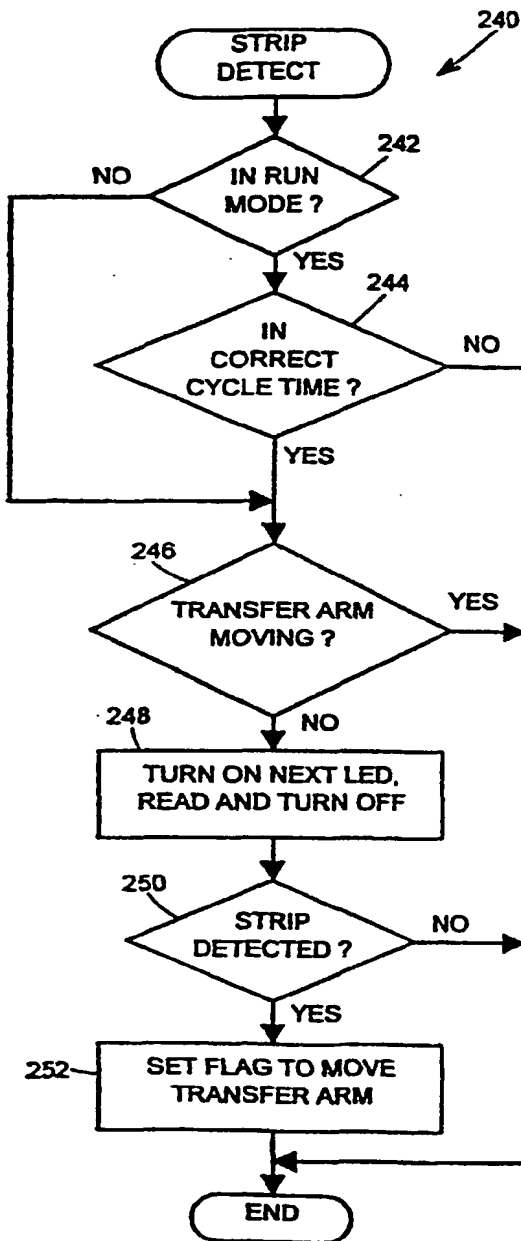 240
STRIP
DETECT
242
NO
IN RUN
MODE ?
YES
244
IN
CORRECT
CYCLE TIME ?
NO
YES
246
TRANSFER ARM
MOVING ?
YES
NO
248
TURN ON NEXT LED,
READ AND TURN OFF
250
STRIP
DETECTED ?
NO
YES
252
SET FLAG TO MOVE
TRANSFER ARM
END